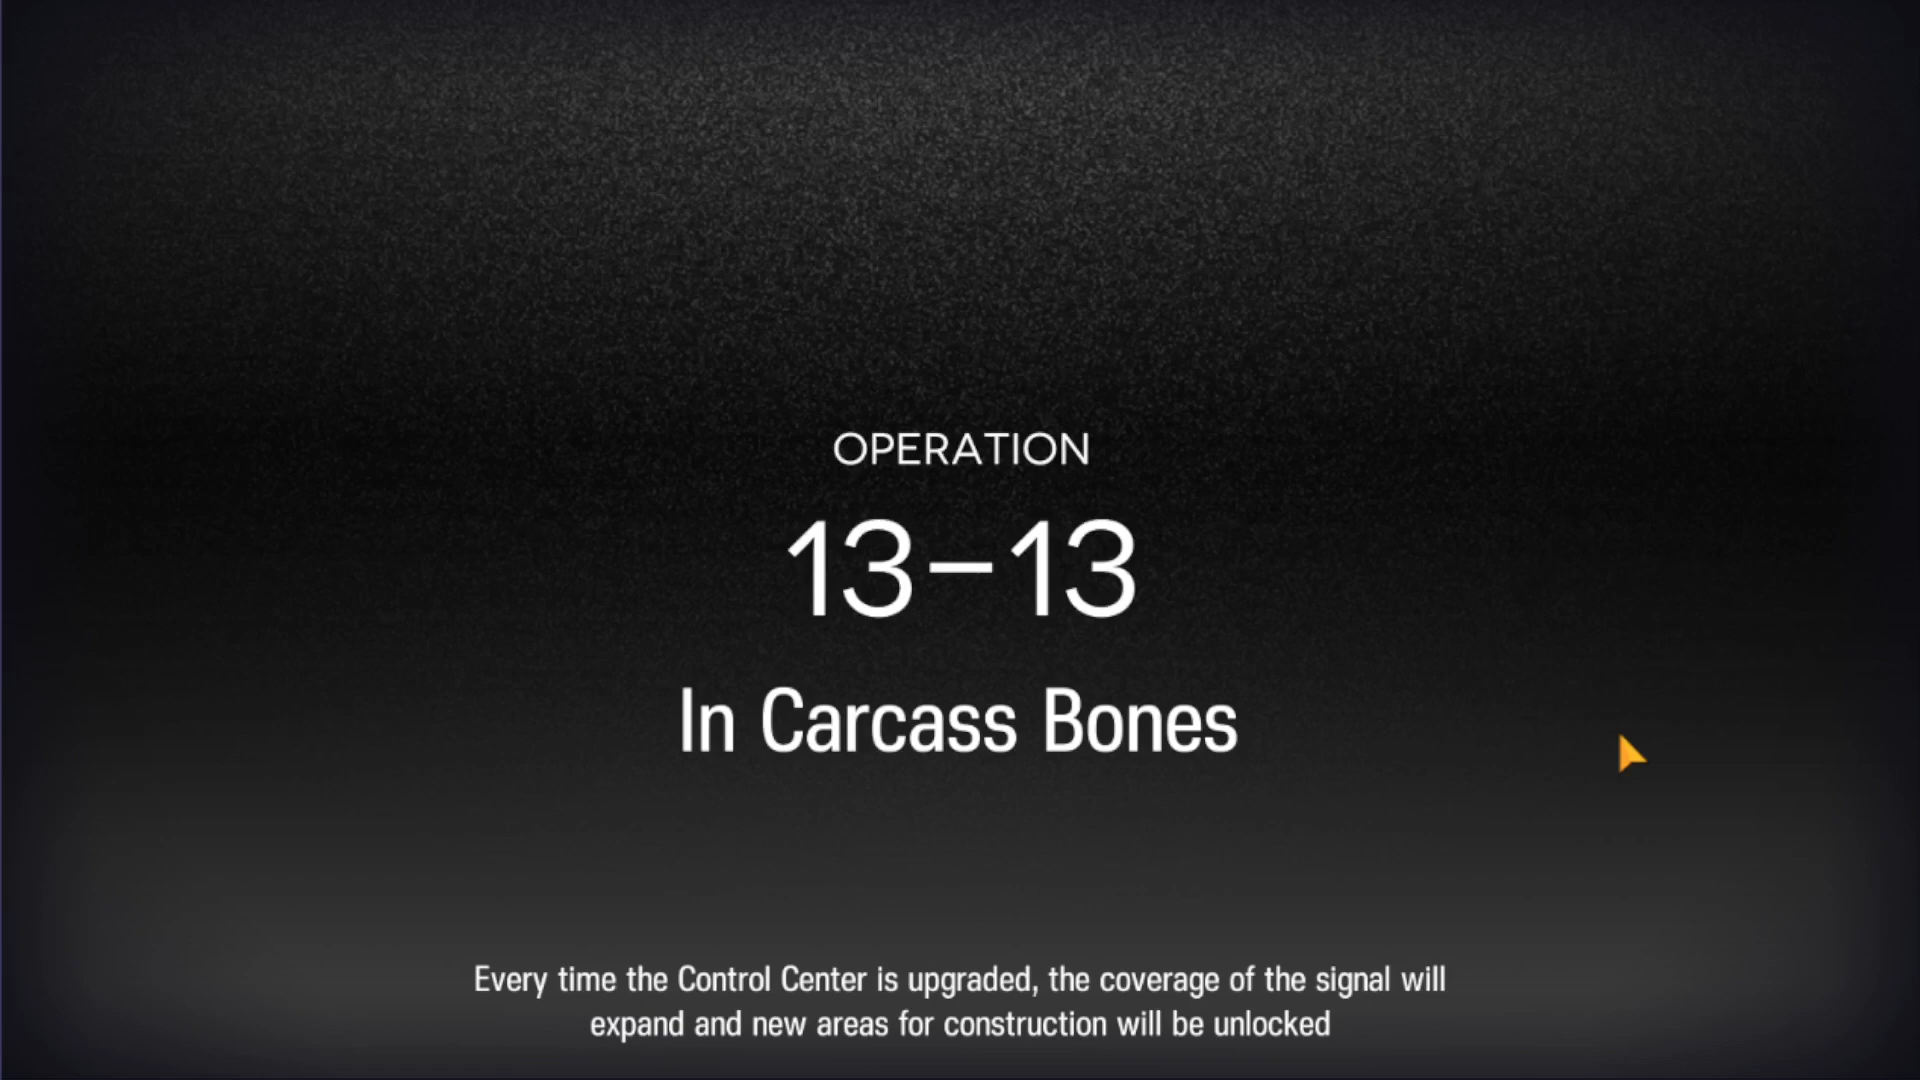 OPERATION
13-13
In Carcass Bones
Every time the Control Center is upgraded, the coverage of the signal will
expand and new areas for construction will be unlocked